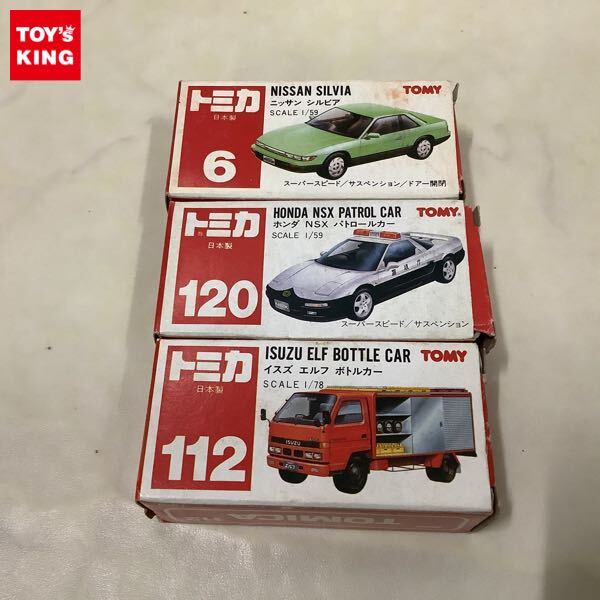 TOY's
KING
トミカ
日本製
6
NISSAN SILVIA
ニッサン シルビア
SCALE 1/59
TOMY
スーパースピード/サスペンション/ドアー開閉
トミカ
日本製
120
HONDA NSX PATROL CAR
ホンダ NSX パトロールカー
SCALE 1/59
TOMY
スーパースピード/サスペンション
トミカ
日本製
112
ISUZU ELF BOTTLE CAR
イスズ エルフ ボトルカー
SCALE 1/78
TOMY
ISUZU
TOMICA